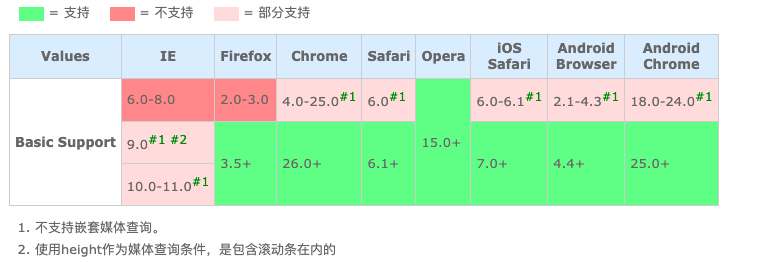 = 支持 = 不支持 = 部分支持
Values IE Firefox Chrome Safari Opera iOS Safari Android Browser Android Chrome
Basic Support 6.0-8.0 2.0-3.0 4.0-25.0#1 6.0#1 15.0+ 6.0-6.1#1 2.1-4.3#1 18.0-24.0#1
9.0#1 #2 3.5+ 26.0+ 6.1+ 7.0+ 4.4+ 25.0+
10.0-11.0#1
1. 不支持嵌套媒体查询。
2. 使用height作为媒体查询条件，是包含滚动条在内的